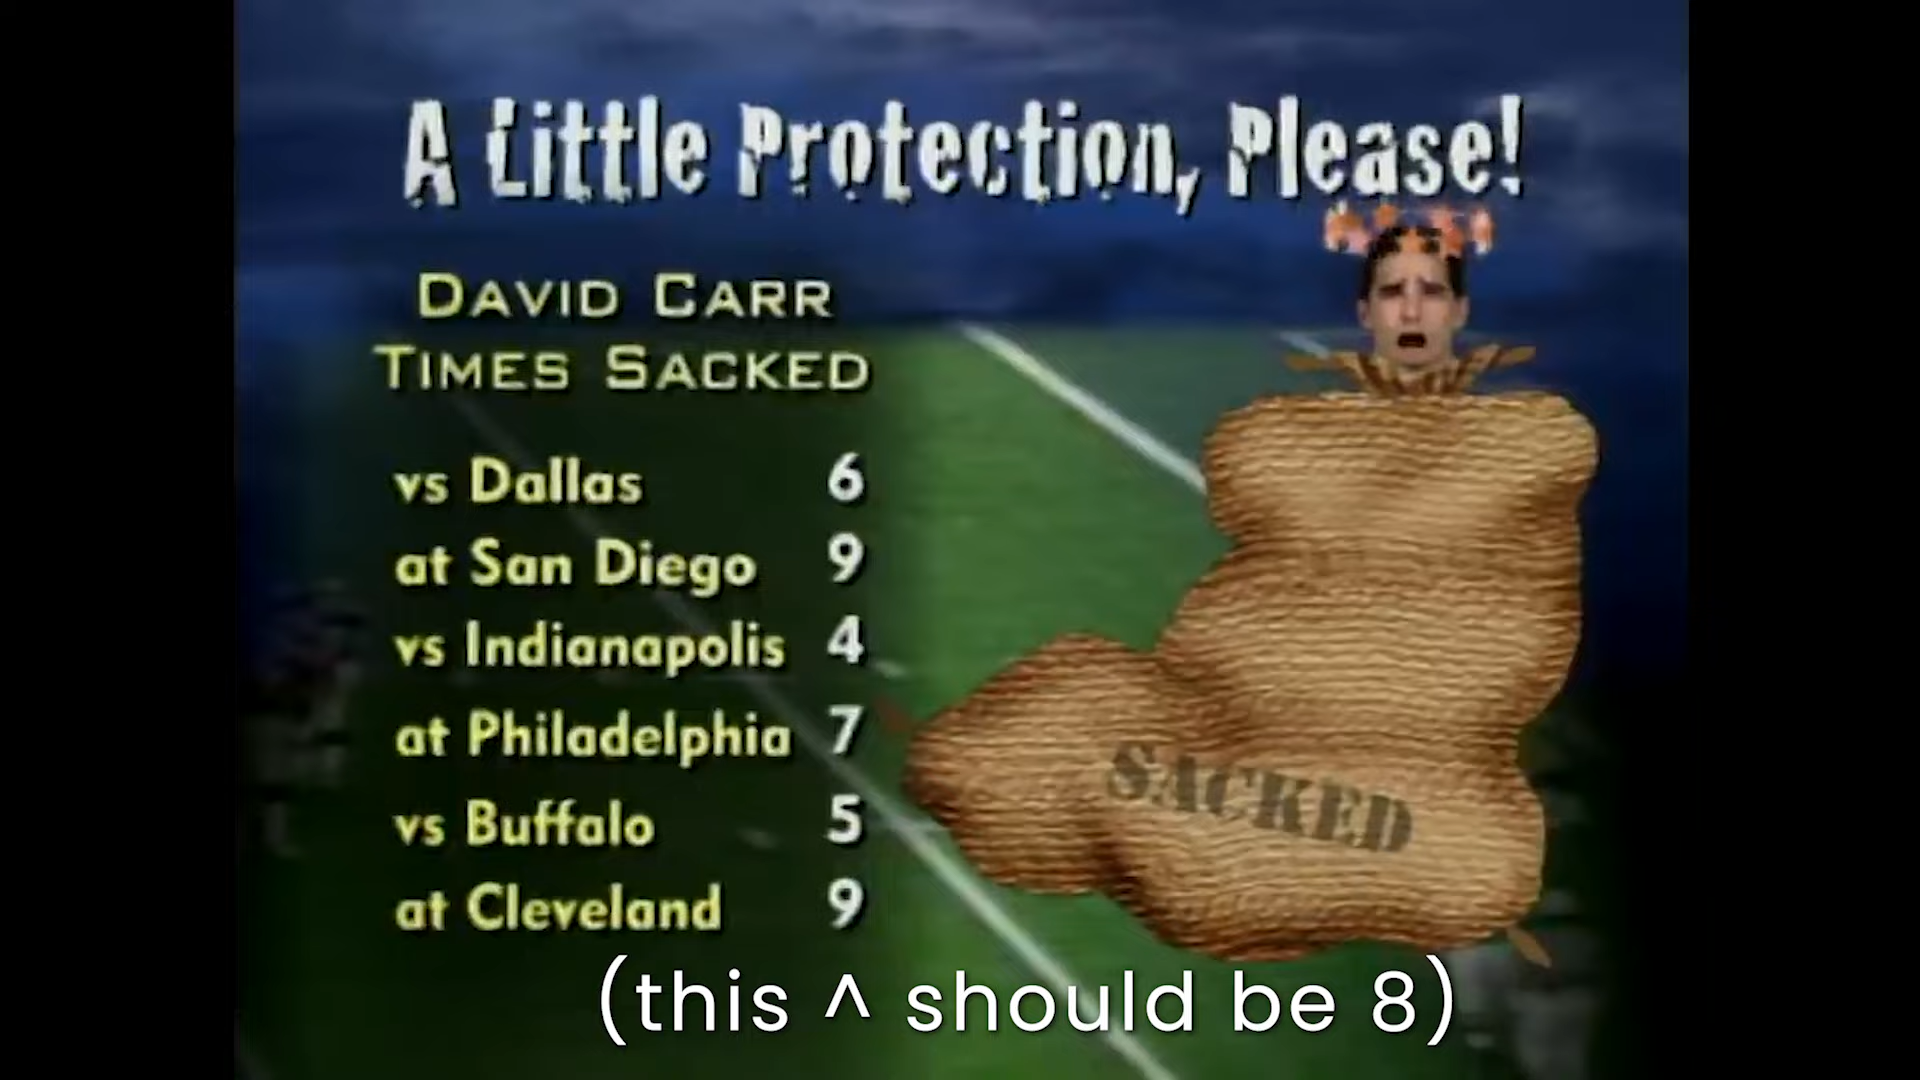 A Little Protection, Please!
DAVID CARR
TIMES SACKED
vs Dallas 6
at San Diego 9
vs Indianapolis 4
at Philadelphia 7
vs Buffalo 5
at Cleveland 9
SACKED
(this ^ should be 8)